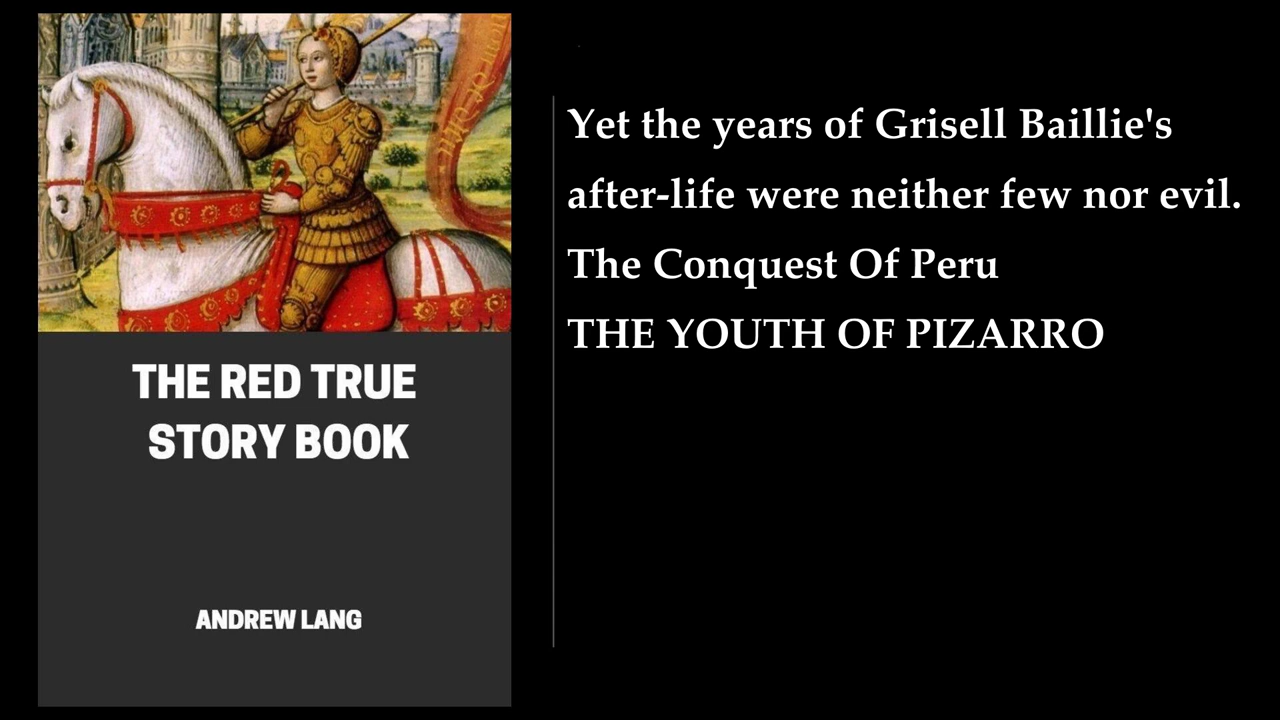 THE RED TRUE
STORY BOOK
ANDREW LANG
Yet the years of Grisell Baillie's
after-life were neither few nor evil.
The Conquest Of Peru
THE YOUTH OF PIZARRO